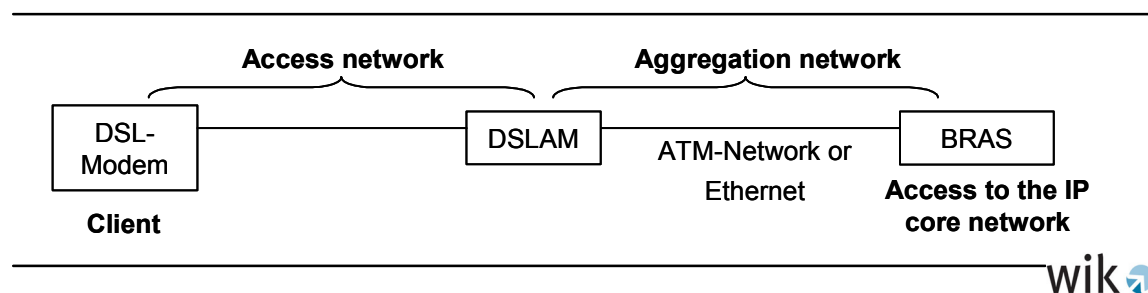 Access network
Aggregation network
DSL-
Modem
DSLAM
ATM-Network or
Ethernet
BRAS
Client
Access to the IP
core network
wik